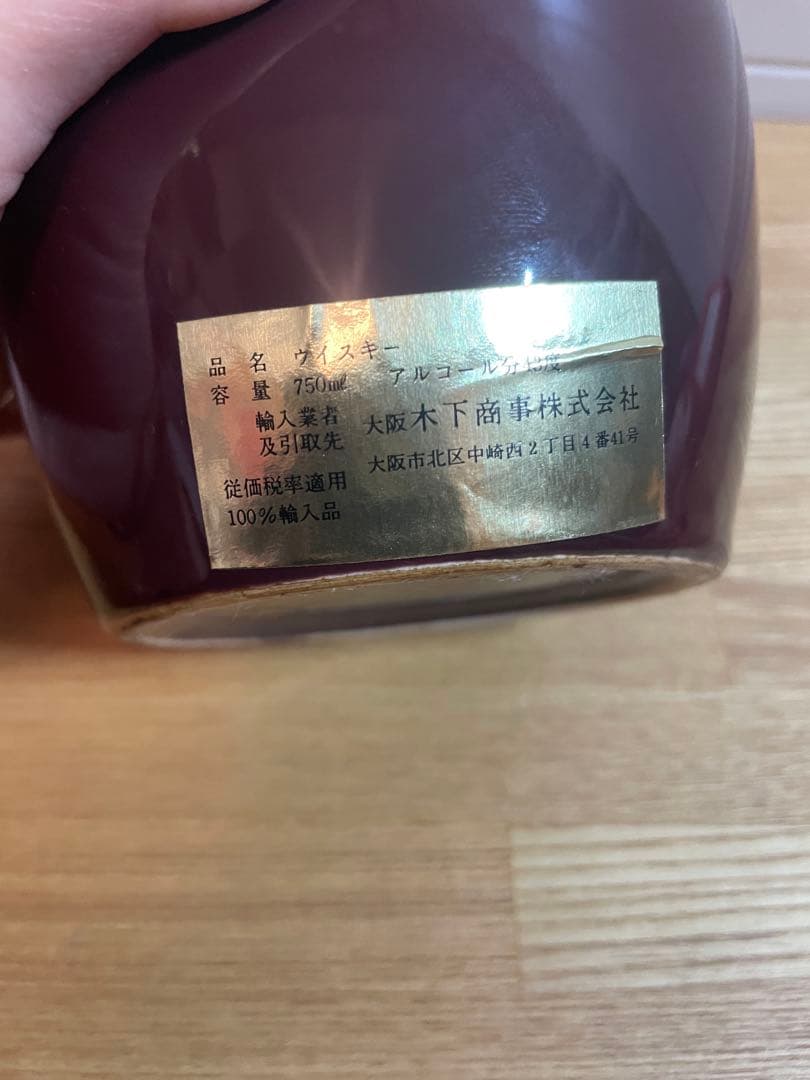 品名 ウイスキー
容量 750mℓ アルコール分43度
輸入業者 大阪木下商事株式会社
及引取先 大阪市北区中崎西2丁目4番41号
従価税率適用
100%輸入品